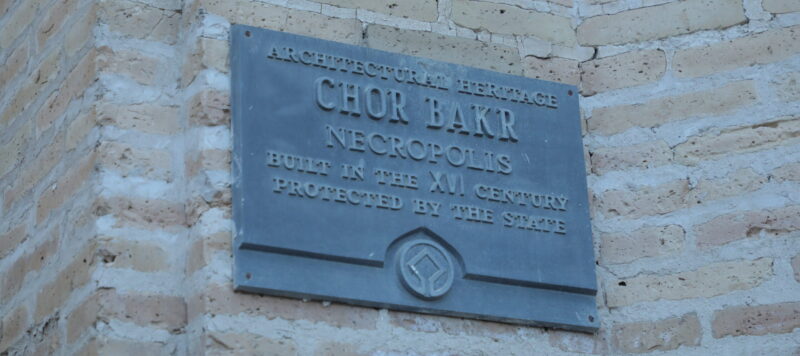 ARCHITECTURAL HERITAGE
CHOR BAKR
NECROPOLIS
BUILT IN THE XVI CENTURY
PROTECTED BY THE STATE